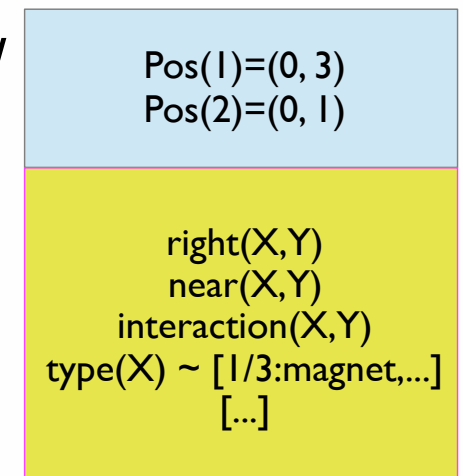 Pos(1)=(0, 3)
Pos(2)=(0, 1)
right(X,Y)
near(X,Y)
interaction(X,Y)
type(X) ~ [1/3:magnet,...]
[...]